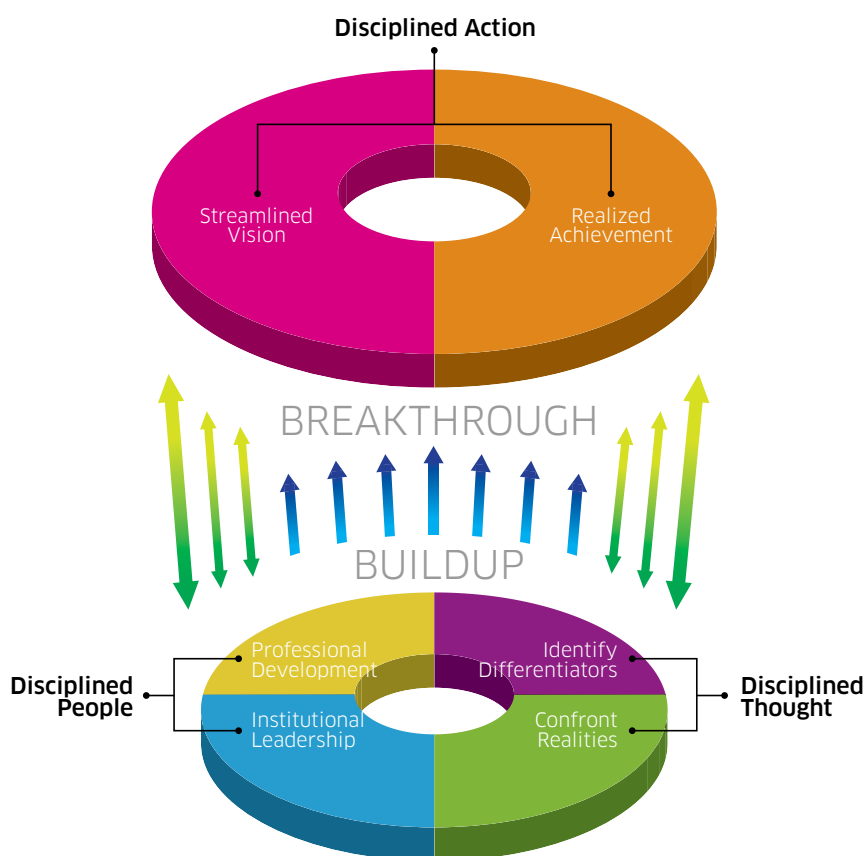 Disciplined Action
Streamlined
Vision
Realized
Achievement
BREAKTHROUGH
BUILDUP
Professional
Development
Identify
Differentiators
Disciplined
People
Disciplined
Thought
Institutional
Leadership
Confront
Realities